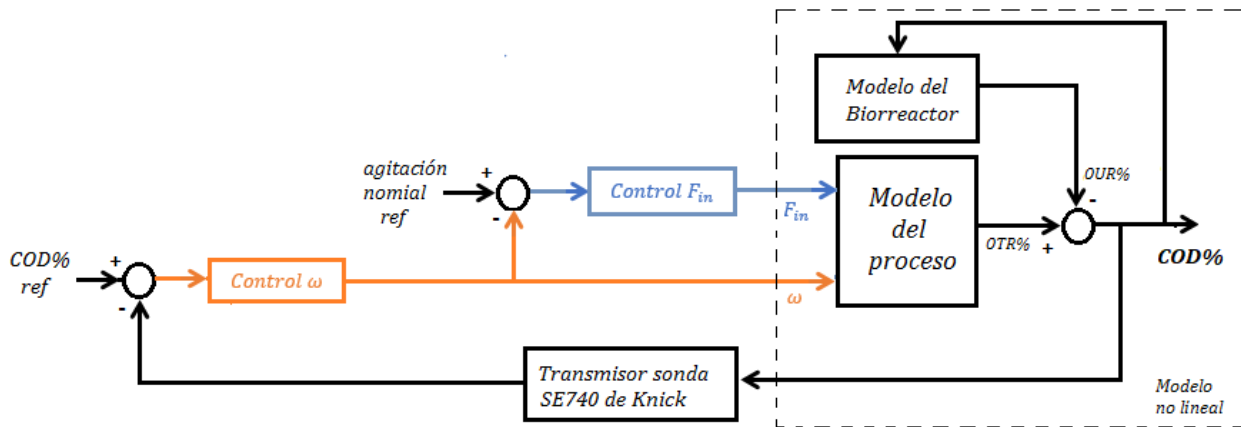 Modelo del
Biorreactor
agitación
nomial
ref
+
-
Control F_in
F_in
Modelo
del
proceso
OUR%
-
OTR%
+
COD%
COD%
ref
+
-
Control ω
ω
Transmisor sonda
SE740 de Knick
Modelo
no lineal